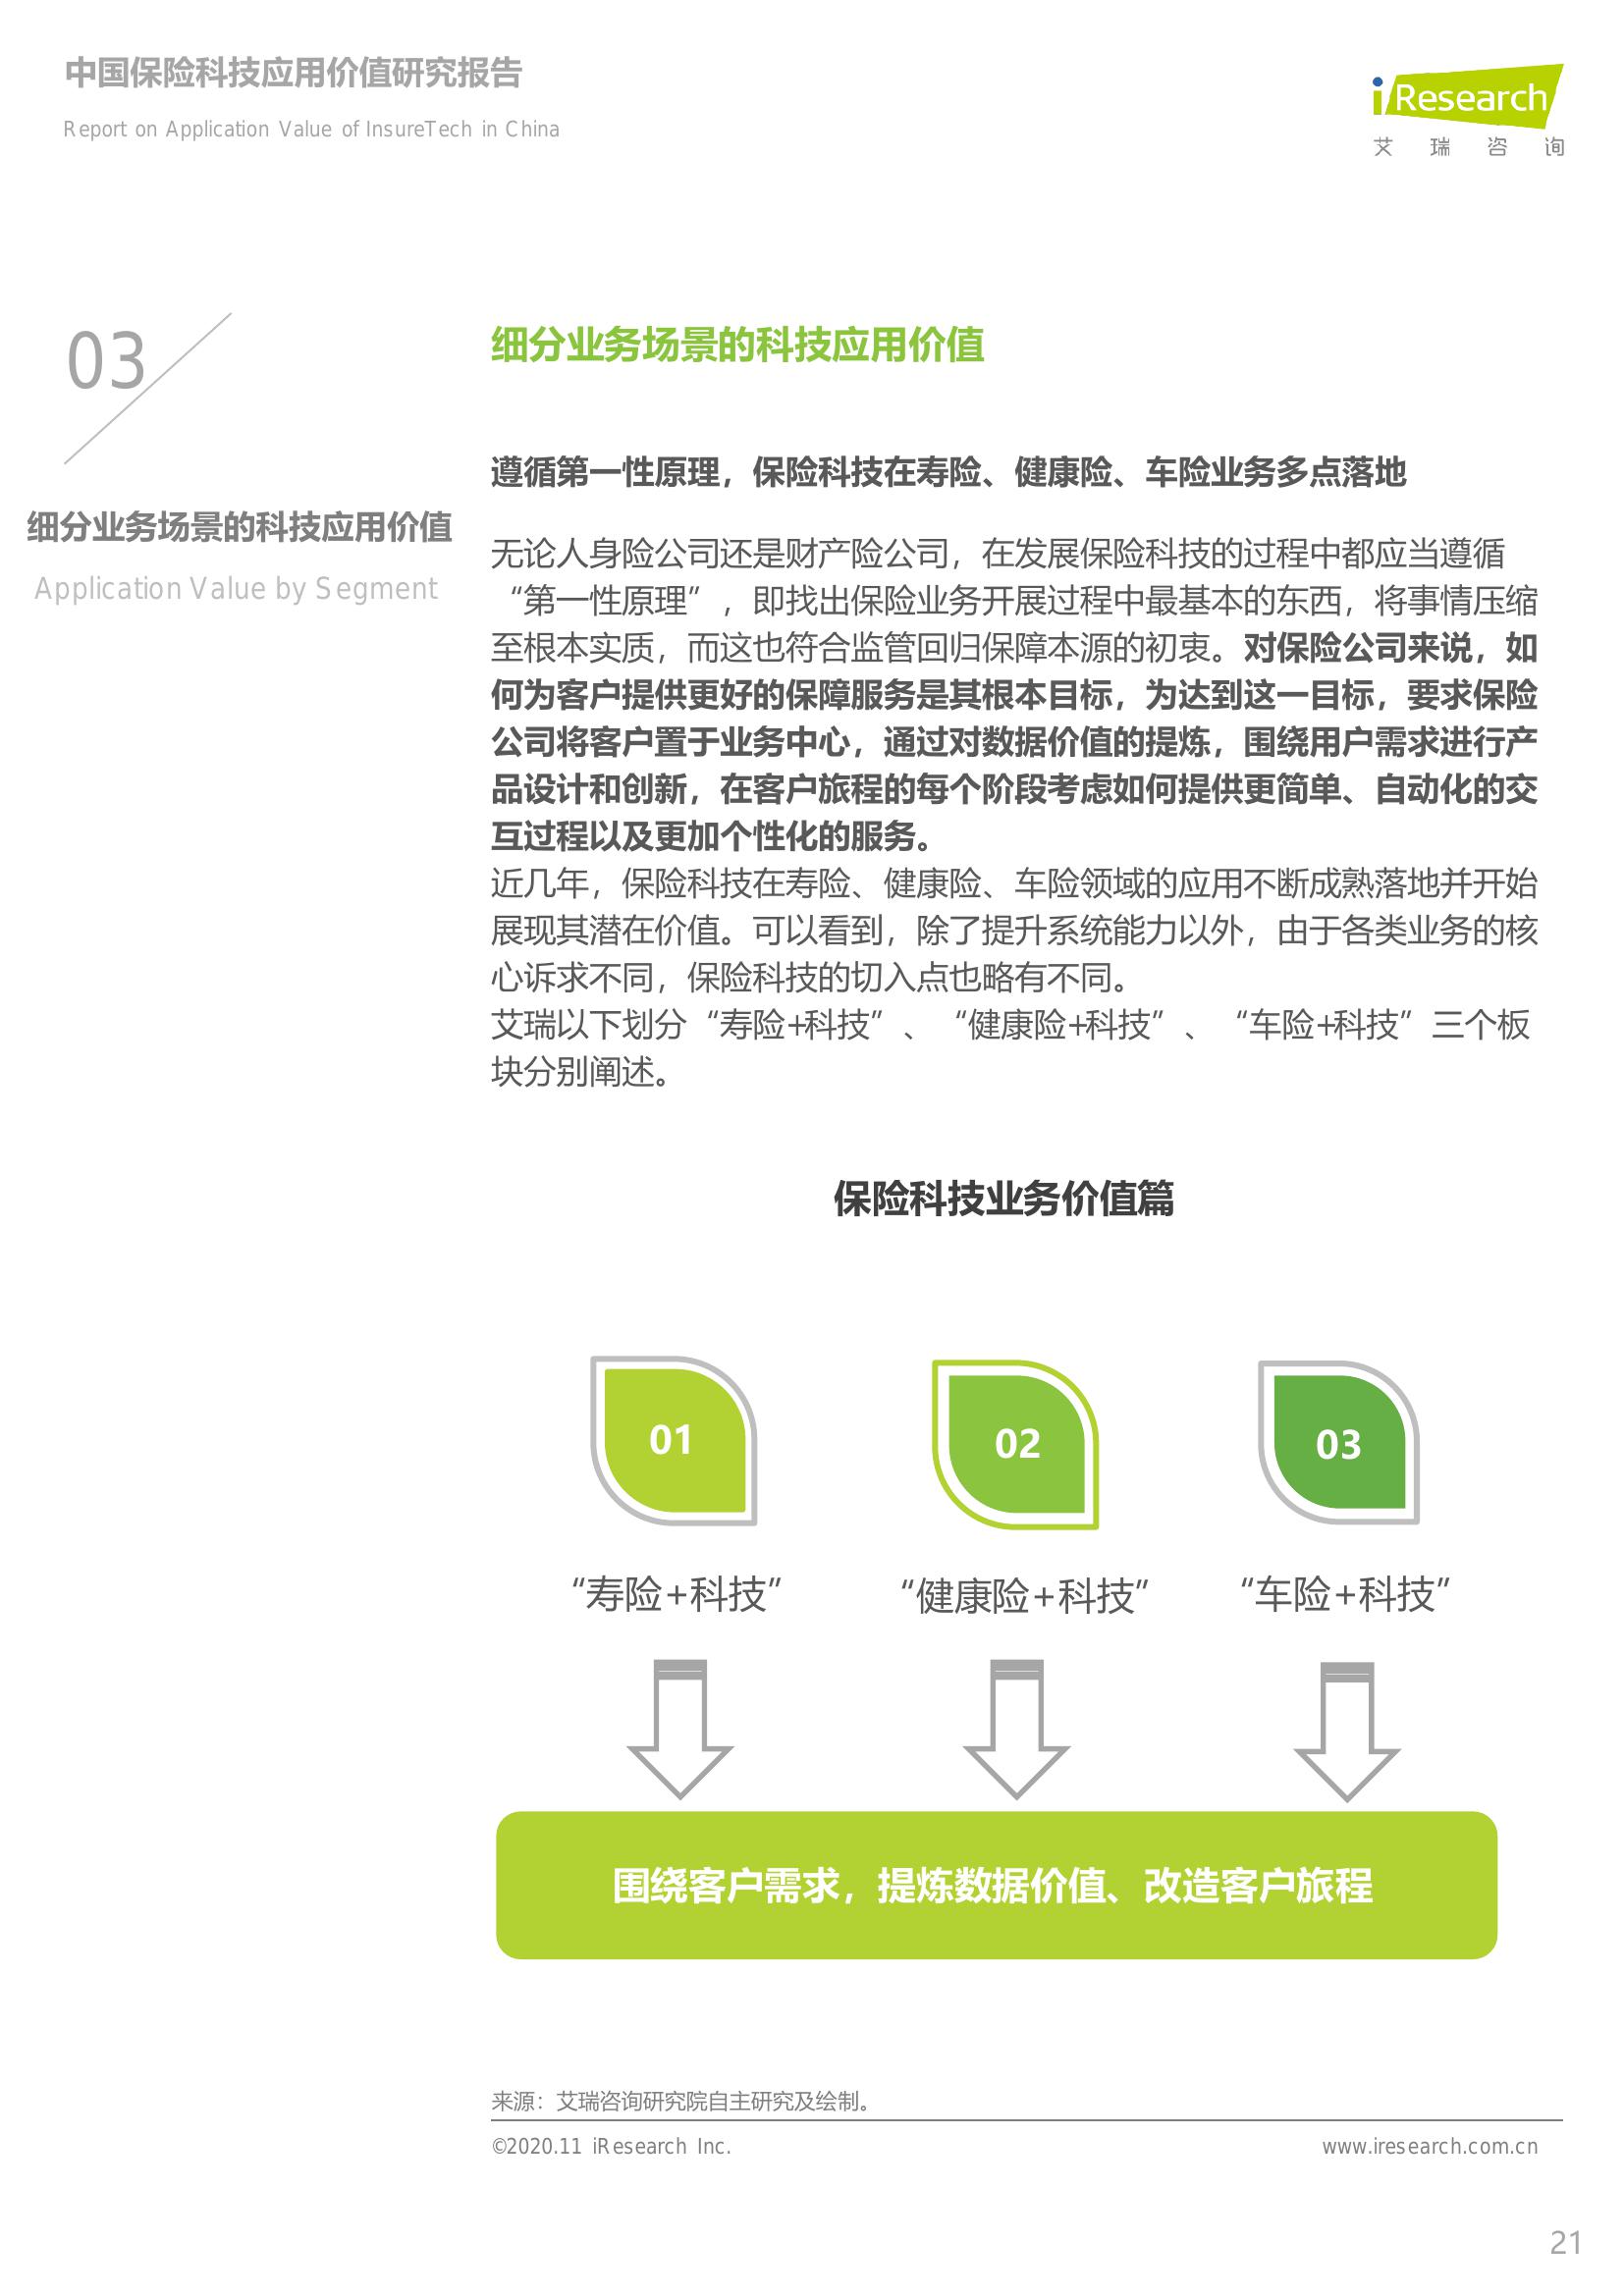 中国保险科技应用价值研究报告
Report on Application Value of InsureTech in China
iResearch
艾瑞咨询
03
细分业务场景的科技应用价值
Application Value by Segment
细分业务场景的科技应用价值
遵循第一性原理，保险科技在寿险、健康险、车险业务多点落地
无论人身险公司还是财产险公司，在发展保险科技的过程中都应当遵循
“第一性原理”，即找出保险业务开展过程中最基本的东西，将事情压缩
至根本实质，而这也符合监管回归保障本源的初衷。对保险公司来说，如
何为客户提供更好的保障服务是其根本目标，为达到这一目标，要求保险
公司将客户置于业务中心，通过对数据价值的提炼，围绕用户需求进行产
品设计和创新，在客户旅程的每个阶段考虑如何提供更简单、自动化的交
互过程以及更加个性化的服务。
近几年，保险科技在寿险、健康险、车险领域的应用不断成熟落地并开始
展现其潜在价值。可以看到，除了提升系统能力以外，由于各类业务的核
心诉求不同，保险科技的切入点也略有不同。
艾瑞以下划分“寿险+科技”、“健康险+科技”、“车险+科技”三个板
块分别阐述。
保险科技业务价值篇
01
02
03
“寿险+科技”
“健康险+科技”
“车险+科技”
围绕客户需求，提炼数据价值、改造客户旅程
来源：艾瑞咨询研究院自主研究及绘制。
©2020.11 iResearch Inc.
www.iresearch.com.cn
21